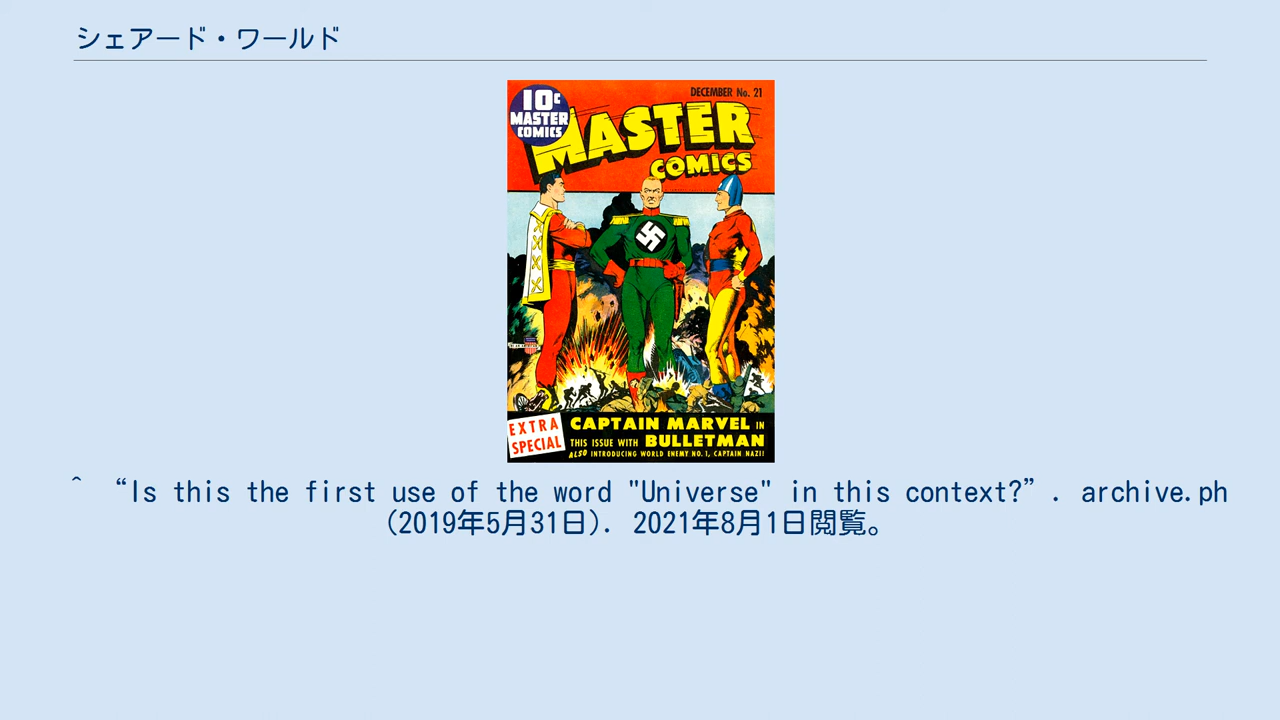 シェアード・ワールド
DECEMBER No. 21
10¢
MASTER
COMICS
MASTER
COMICS
EXTRA
SPECIAL
CAPTAIN MARVEL IN
THIS ISSUE WITH BULLETMAN
ALSO INTRODUCING WORLD ENEMY NO. 1, CAPTAIN NAZI!
^ “Is this the first use of the word "Universe" in this context?”. archive.ph
(2019年5月31日). 2021年8月1日閲覧。